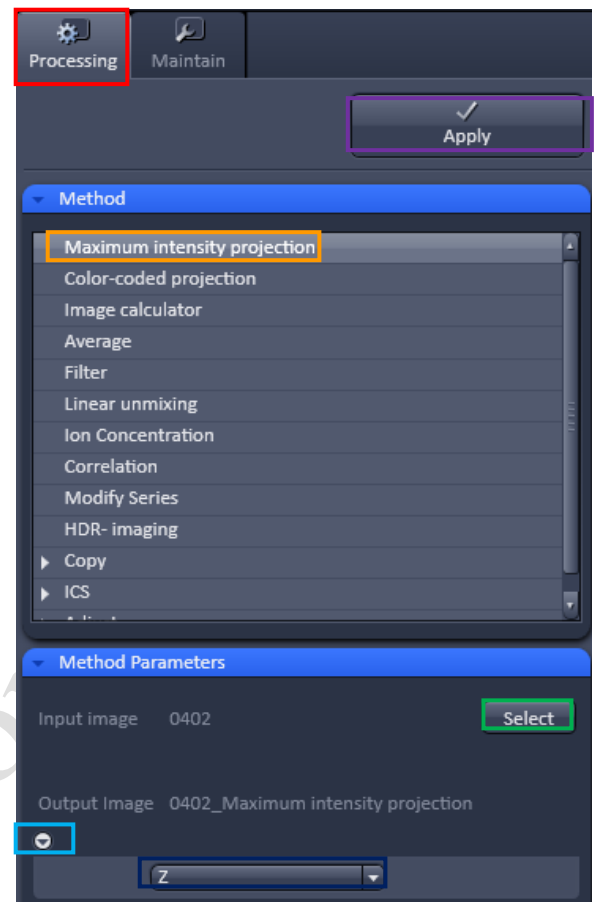 Processing Maintain
Apply
Method
Maximum intensity projection
Color-coded projection
Image calculator
Average
Filter
Linear unmixing
Ion Concentration
Correlation
Modify Series
HDR- imaging
Copy
ICS
Method Parameters
Input image 0402 Select
Output Image 0402_Maximum intensity projection
Z